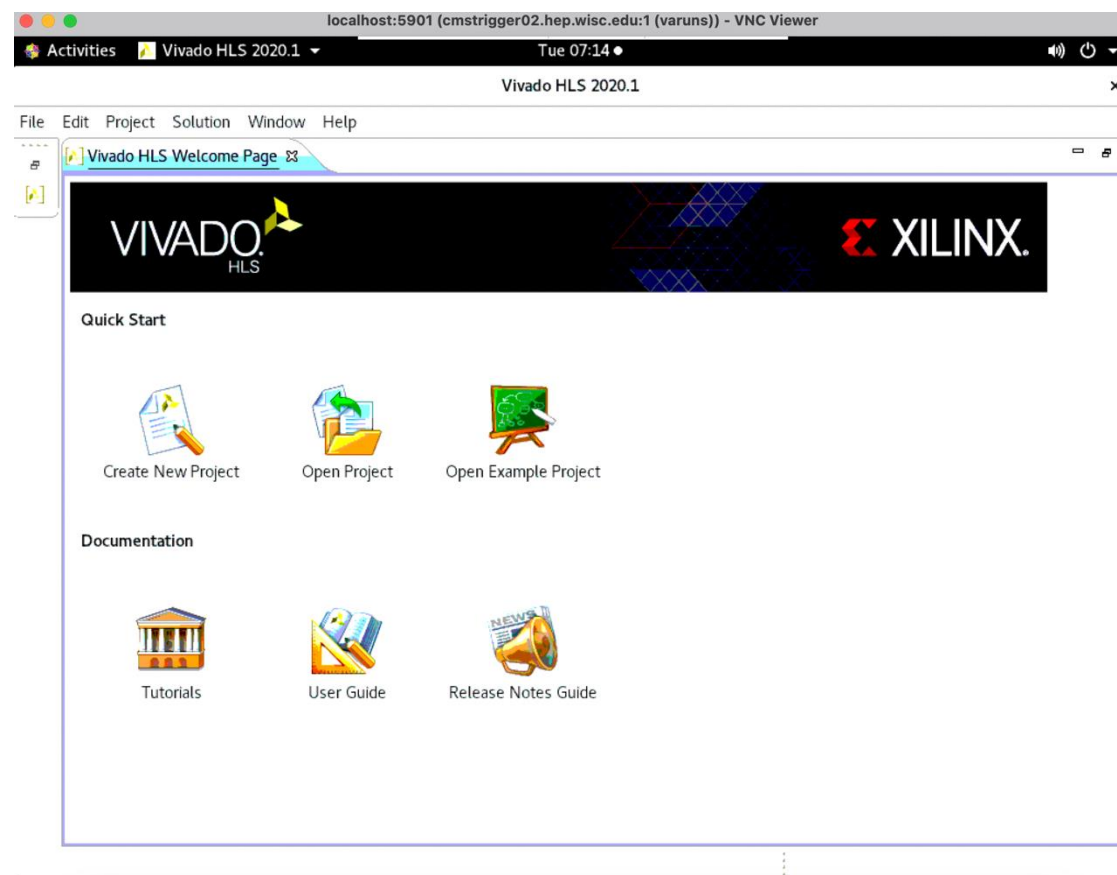 localhost:5901 (cmstrigger02.hep.wisc.edu:1 (varuns)) - VNC Viewer
Activities Vivado HLS 2020.1 Tue 07:14
Vivado HLS 2020.1
File Edit Project Solution Window Help
Vivado HLS Welcome Page
VIVADO.
HLS
XILINX.
Quick Start
Create New Project Open Project Open Example Project
Documentation
NEWS
Tutorials User Guide Release Notes Guide